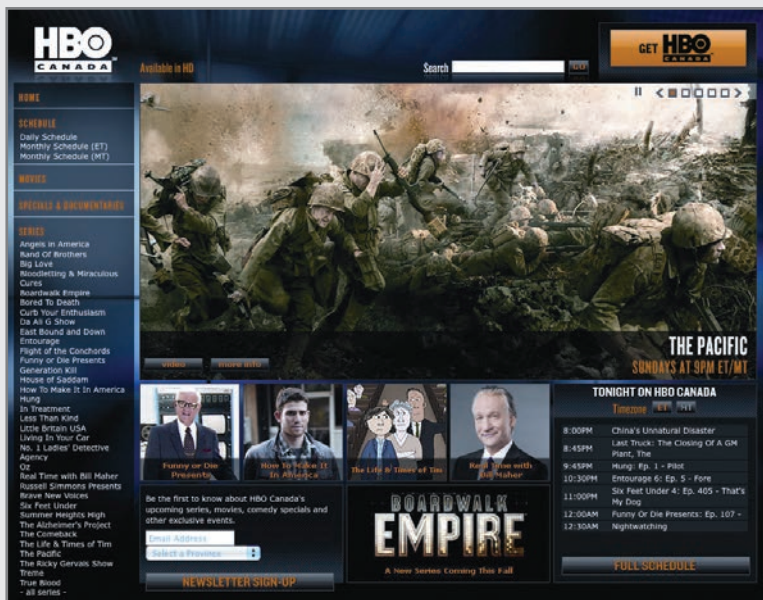 HBO
CANADA
Available in HD
Search
GO
GET HBO
CANADA
HOME
SCHEDULE
Daily Schedule
Monthly Schedule (ET)
Monthly Schedule (MT)
MOVIES
SPECIALS & DOCUMENTARIES
SERIES
Angels in America
Band Of Brothers
Big Love
Bloodletting & Miraculous
Cures
Boardwalk Empire
Bored To Death
Curb Your Enthusiasm
Da Ali G Show
East Bound and Down
Entourage
Flight of the Conchords
Funny or Die Presents
Generation Kill
House of Saddam
How To Make It In America
Hung
In Treatment
Less Than Kind
Little Britain USA
Living In Your Car
No. 1 Ladies' Detective
Agency
Oz
Real Time with Bill Maher
Russell Simmons Presents
Brave New Voices
Six Feet Under
Summer Heights High
The Alzheimer's Project
The Comeback
The Life & Times of Tim
The Pacific
The Ricky Gervais Show
Treme
True Blood
- all series -
THE PACIFIC
SUNDAYS AT 9PM ET/MT
video
more info
Funny or Die
Presents
How To Make It
In America
The Life & Times of Tim
Real Time with
Bill Maher
Be the first to know about HBO Canada's
upcoming series, movies, comedy specials and
other exclusive events.
Email Address
Select a Province
NEWSLETTER SIGN-UP
BOARDWALK
EMPIRE
A New Series Coming This Fall
TONIGHT ON HBO CANADA
Timezone ET MT
8:00PM China's Unnatural Disaster
8:45PM Last Truck: The Closing Of A GM
Plant, The
9:45PM Hung: Ep. 1 - Pilot
10:30PM Entourage 6: Ep. 5 - Fore
11:00PM Six Feet Under 4: Ep. 405 - That's
My Dog
12:00AM Funny Or Die Presents: Ep. 107 -
12:30AM Nightwatching
FULL SCHEDULE